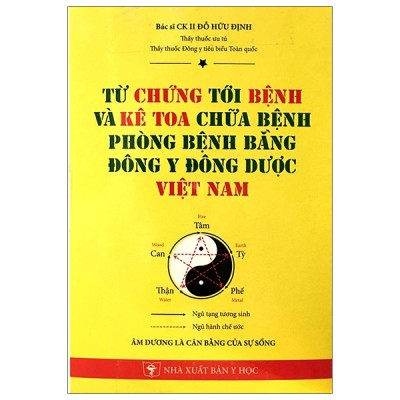 Bác sĩ CK II ĐỖ HỮU ĐỊNH
Thầy thuốc ưu tú
Thầy thuốc Đông y tiêu biểu Toàn quốc
TỪ CHỨNG TỚI BỆNH
VÀ KÊ TOA CHỮA BỆNH
PHÒNG BỆNH BẰNG
ĐÔNG Y ĐÔNG DƯỢC
VIỆT NAM
Fire
Tâm
Wood
Earth
Can
Tỳ
Thận
Phế
Water
Metal
Ngũ tạng tương sinh
Ngũ hành chế ước
ÂM DƯƠNG LÀ CÂN BẰNG CỦA SỰ SỐNG
NHÀ XUẤT BẢN Y HỌC